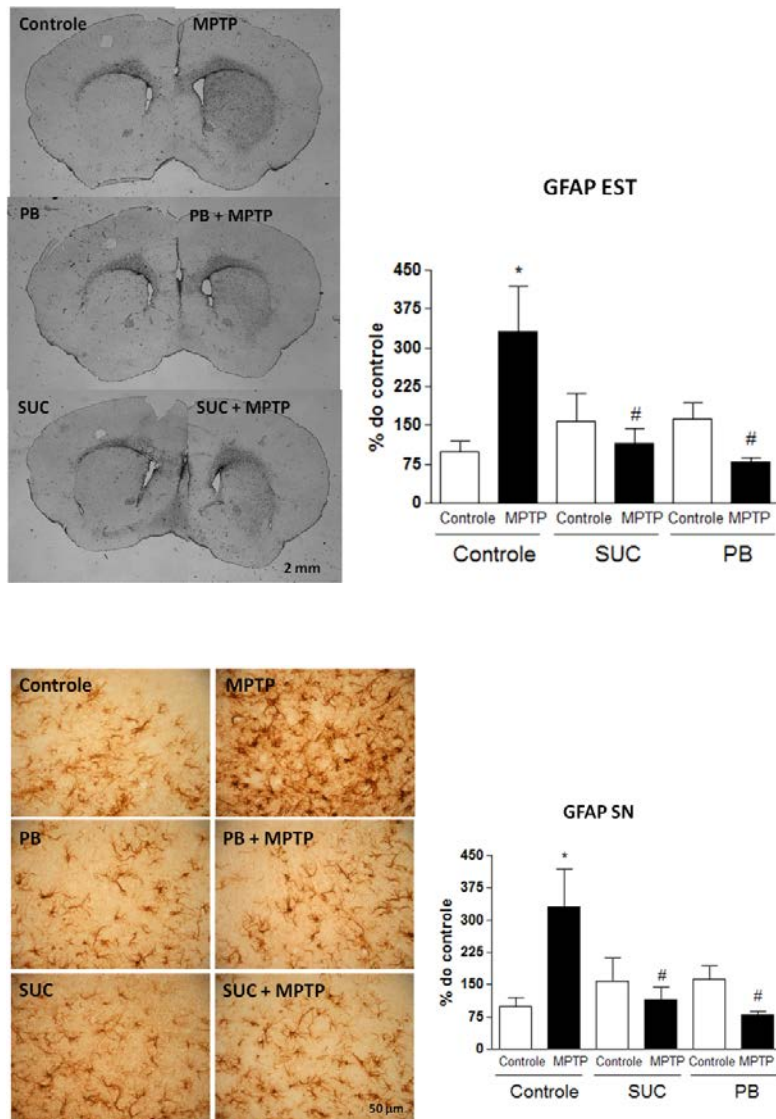 Controle MPTP
PB PB + MPTP
SUC SUC + MPTP
2 mm
GFAP EST
% do controle
450
375
300
225
150
75
0
*
#
#
Controle MPTP Controle MPTP Controle MPTP
Controle SUC PB
Controle MPTP
PB PB + MPTP
SUC SUC + MPTP
50 µm
GFAP SN
% do controle
450
375
300
225
150
75
0
*
#
#
Controle MPTP Controle MPTP Controle MPTP
Controle SUC PB